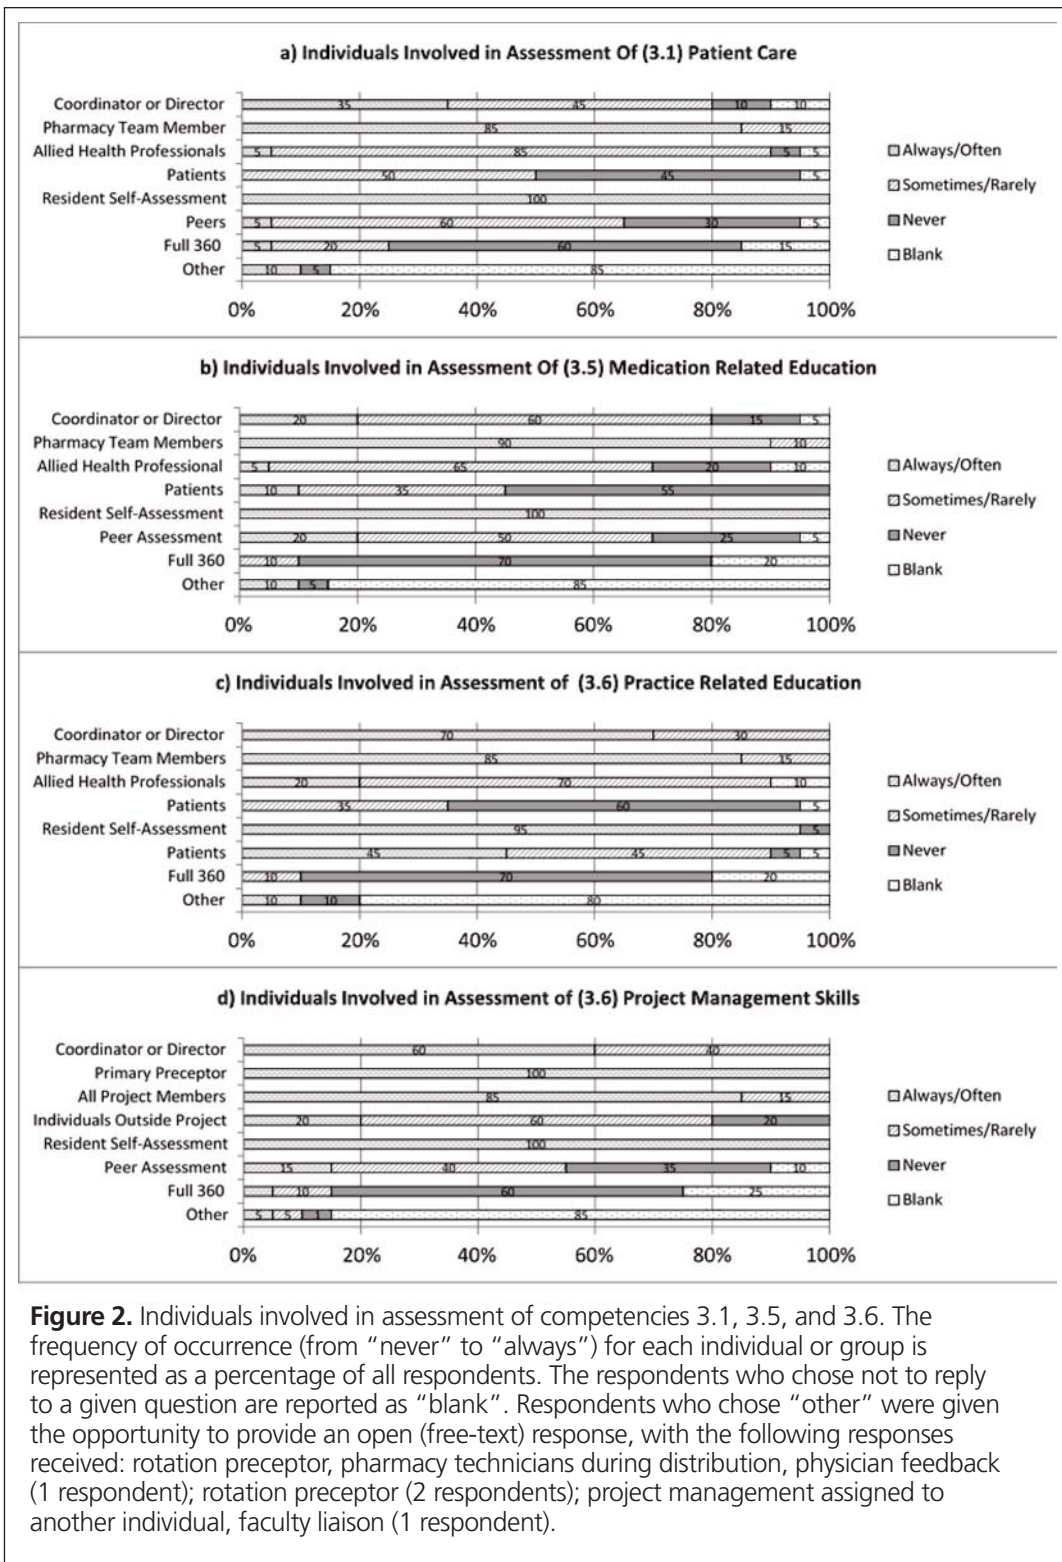 a) Individuals Involved in Assessment Of (3.1) Patient Care
Coordinator or Director 35 45 10 10
Pharmacy Team Member 85 15
Allied Health Professionals 5 85 5 5
Patients 50 45 5
Resident Self-Assessment 100
Peers 5 60 30 5
Full 360 5 20 60 15
Other 10 5 85
0% 20% 40% 60% 80% 100%
Always/Often
Sometimes/Rarely
Never
Blank
b) Individuals Involved in Assessment Of (3.5) Medication Related Education
Coordinator or Director 20 60 15 5
Pharmacy Team Members 90 10
Allied Health Professional 5 65 20 10
Patients 10 35 55
Resident Self-Assessment 100
Peer Assessment 20 50 25 5
Full 360 10 70 20
Other 10 5 85
0% 20% 40% 60% 80% 100%
Always/Often
Sometimes/Rarely
Never
Blank
c) Individuals Involved in Assessment of (3.6) Practice Related Education
Coordinator or Director 70 30
Pharmacy Team Members 85 15
Allied Health Professionals 20 70 10
Patients 35 60 5
Resident Self-Assessment 95 5
Patients 45 45 5 5
Full 360 10 70 20
Other 10 10 80
0% 20% 40% 60% 80% 100%
Always/Often
Sometimes/Rarely
Never
Blank
d) Individuals Involved in Assessment of (3.6) Project Management Skills
Coordinator or Director 60 40
Primary Preceptor 100
All Project Members 85 15
Individuals Outside Project 20 60 20
Resident Self-Assessment 100
Peer Assessment 15 40 35 10
Full 360 10 60 25
Other 5 5 1 85
0% 20% 40% 60% 80% 100%
Always/Often
Sometimes/Rarely
Never
Blank
Figure 2. Individuals involved in assessment of competencies 3.1, 3.5, and 3.6. The
frequency of occurrence (from “never” to “always”) for each individual or group is
represented as a percentage of all respondents. The respondents who chose not to reply
to a given question are reported as “blank”. Respondents who chose “other” were given
the opportunity to provide an open (free-text) response, with the following responses
received: rotation preceptor, pharmacy technicians during distribution, physician feedback
(1 respondent); rotation preceptor (2 respondents); project management assigned to
another individual, faculty liaison (1 respondent).